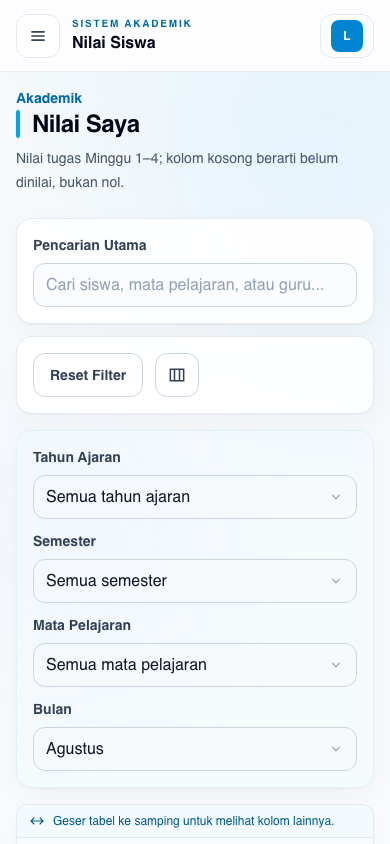 SISTEM AKADEMIK
Nilai Siswa
L
Akademik
Nilai Saya
Nilai tugas Minggu 1–4; kolom kosong berarti belum
dinilai, bukan nol.
Pencarian Utama
Cari siswa, mata pelajaran, atau guru...
Reset Filter
Tahun Ajaran
Semua tahun ajaran
Semester
Semua semester
Mata Pelajaran
Semua mata pelajaran
Bulan
Agustus
Geser tabel ke samping untuk melihat kolom lainnya.